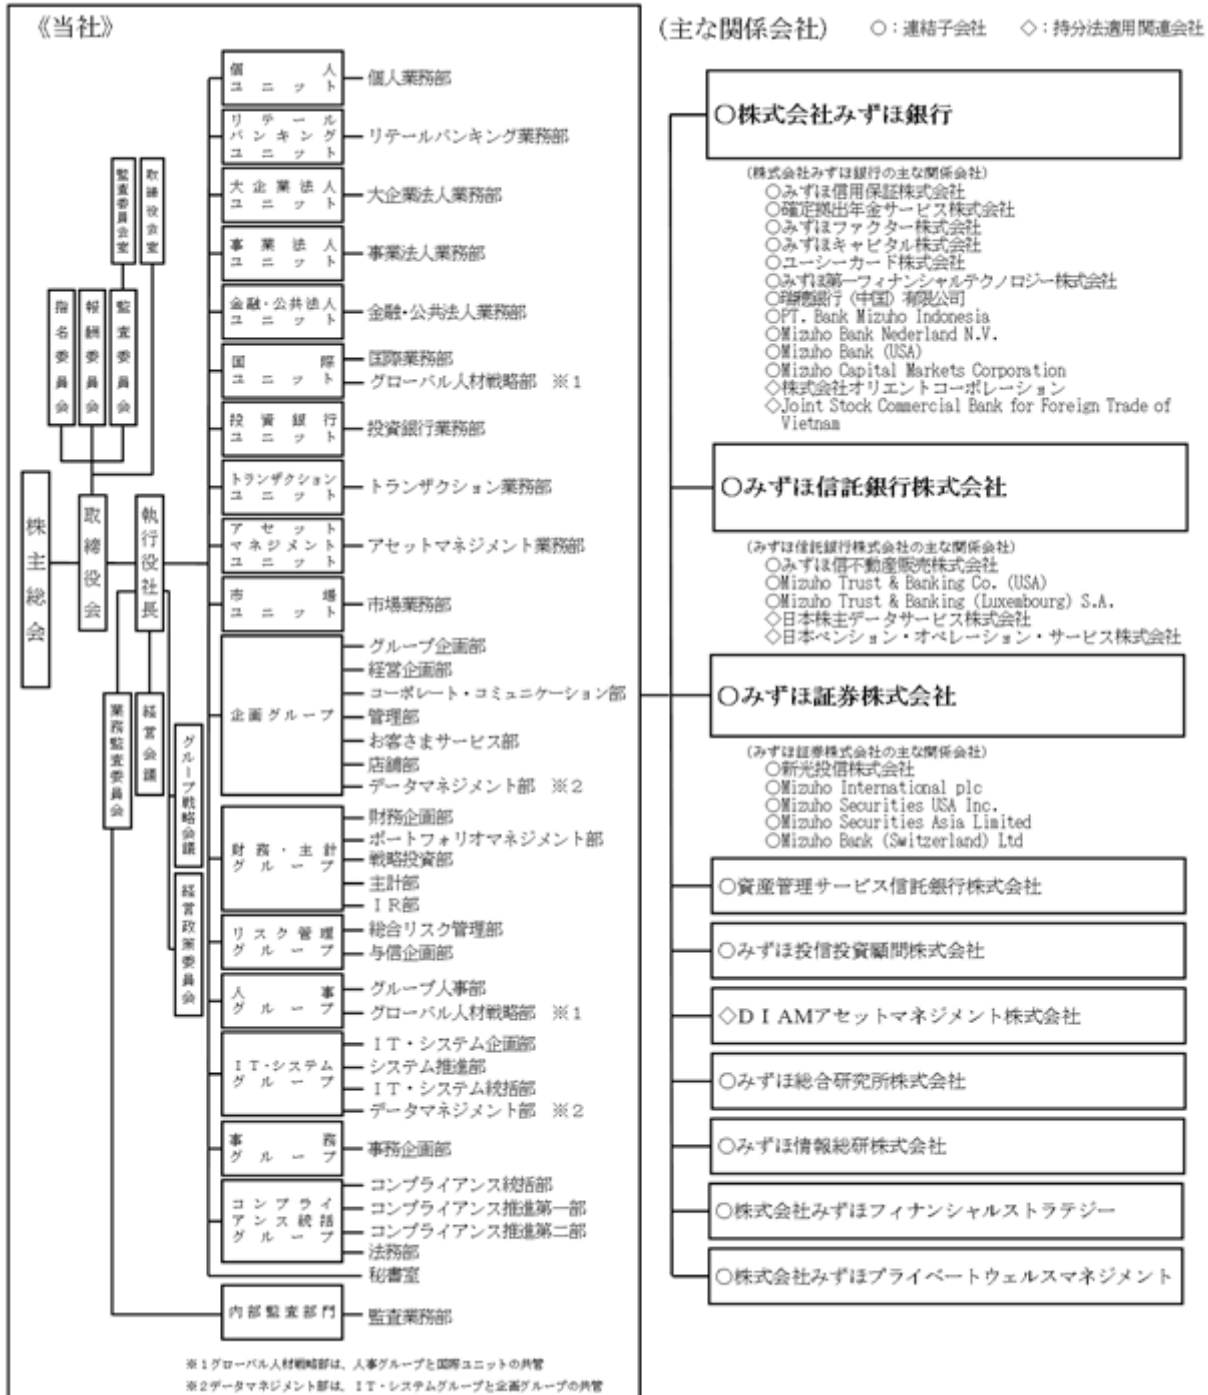 《当社》
個人
ユニット
個人業務部
リテール
バンキング
ユニット
リテールバンキング業務部
大企業法人
ユニット
大企業法人業務部
事業法人
ユニット
事業法人業務部
金融・公共法人
ユニット
金融・公共法人業務部
国際
ユニット
国際業務部
グローバル人材戦略部 ※1
投資銀行
ユニット
投資銀行業務部
トランザクション
ユニット
トランザクション業務部
アセット
マネジメント
ユニット
アセットマネジメント業務部
市場
ユニット
市場業務部
企画グループ
グループ企画部
経営企画部
コーポレート・コミュニケーション部
管理部
お客さまサービス部
店舗部
データマネジメント部 ※2
財務・主計
グループ
財務企画部
ポートフォリオマネジメント部
戦略投資部
主計部
IR部
リスク管理
グループ
総合リスク管理部
与信企画部
人事
グループ
グループ人事部
グローバル人材戦略部 ※1
IT・システム
グループ
IT・システム企画部
システム推進部
IT・システム統括部
データマネジメント部 ※2
事務
グループ
事務企画部
コンプライ
アンス統括
グループ
コンプライアンス統括部
コンプライアンス推進第一部
コンプライアンス推進第二部
法務部
秘書室
内部監査部門
監査業務部
監査委員会室
取締役会室
指名委員会
報酬委員会
監査委員会
株主総会
取締役会
執行役社長
業務監査委員会
経営会議
グループ戦略会議
経営政策委員会
※1グローバル人材戦略部は、人事グループと国際ユニットの共管
※2データマネジメント部は、IT・システムグループと企画グループの共管
(主な関係会社) ○:連結子会社 ◇:持分法適用関連会社
○株式会社みずほ銀行
(株式会社みずほ銀行の主な関係会社)
○みずほ信用保証株式会社
○確定拠出年金サービス株式会社
○みずほファクター株式会社
○みずほキャピタル株式会社
○ユーシーカード株式会社
○みずほ第一フィナンシャルテクノロジー株式会社
○瑞穂銀行(中国)有限公司
○PT. Bank Mizuho Indonesia
○Mizuho Bank Nederland N.V.
○Mizuho Bank (USA)
○Mizuho Capital Markets Corporation
◇株式会社オリエントコーポレーション
◇Joint Stock Commercial Bank for Foreign Trade of
Vietnam
○みずほ信託銀行株式会社
(みずほ信託銀行株式会社の主な関係会社)
○みずほ信不動産販売株式会社
○Mizuho Trust & Banking Co. (USA)
○Mizuho Trust & Banking (Luxembourg) S.A.
◇日本株主データサービス株式会社
◇日本ペンション・オペレーション・サービス株式会社
○みずほ証券株式会社
(みずほ証券株式会社の主な関係会社)
○新光投信株式会社
○Mizuho International plc
○Mizuho Securities USA Inc.
○Mizuho Securities Asia Limited
○Mizuho Bank (Switzerland) Ltd
○資産管理サービス信託銀行株式会社
○みずほ投信投資顧問株式会社
◇DIAMアセットマネジメント株式会社
○みずほ総合研究所株式会社
○みずほ情報総研株式会社
○株式会社みずほフィナンシャルストラテジー
○株式会社みずほプライベートウェルスマネジメント